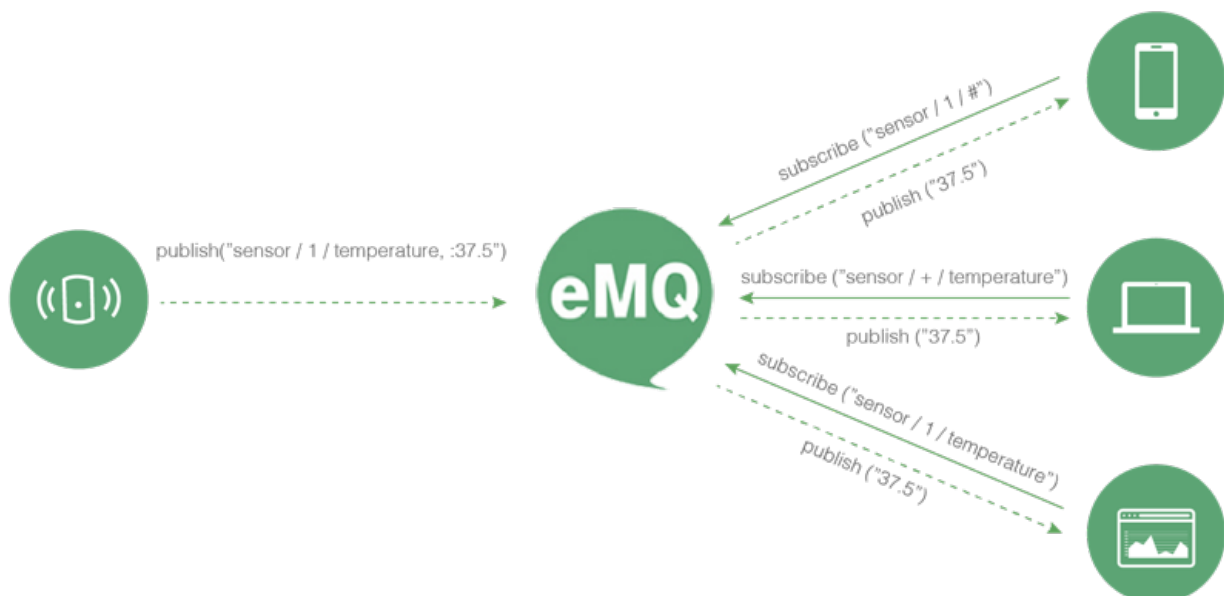 subscribe ("sensor / 1 / #")
publish ("37.5")
publish("sensor / 1 / temperature, :37.5")
eMQ
subscribe ("sensor / + / temperature")
publish ("37.5")
subscribe ("sensor / 1 / temperature")
publish ("37.5")